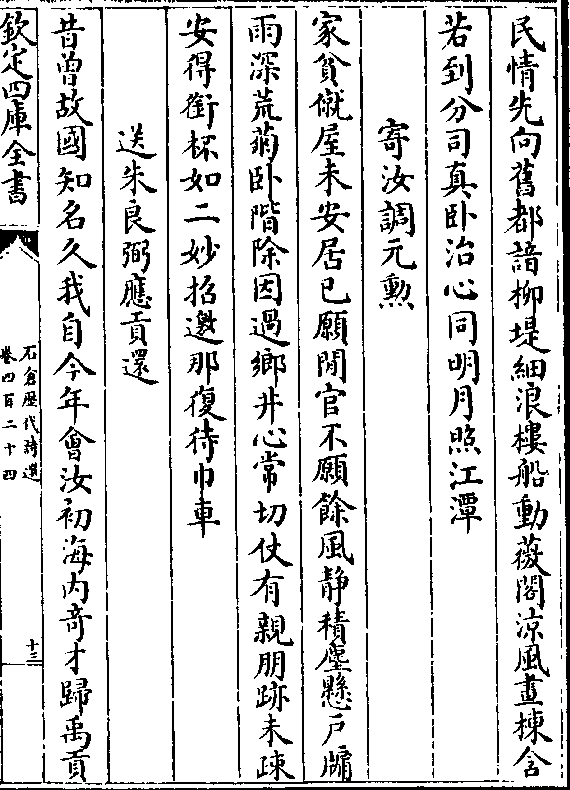 民情先向舊都諳柳堤細浪樓船動薇閣涼風畫棟含
若到分司真卧治心同明月照江潭
寄汝調元勲
家貧僦屋未安居已願閒官不願餘風静積塵懸戶牖
雨深荒菊卧階除因過鄉井心常切仗有親朋跡未疎
安得銜杯如二妙招邀那復待巾車
送朱良弼應貢還
昔曾故國知名久我自今年會汝初海内奇才歸禹貢
欽定四庫全書
石倉歷代詩選
卷四百二十四
十三